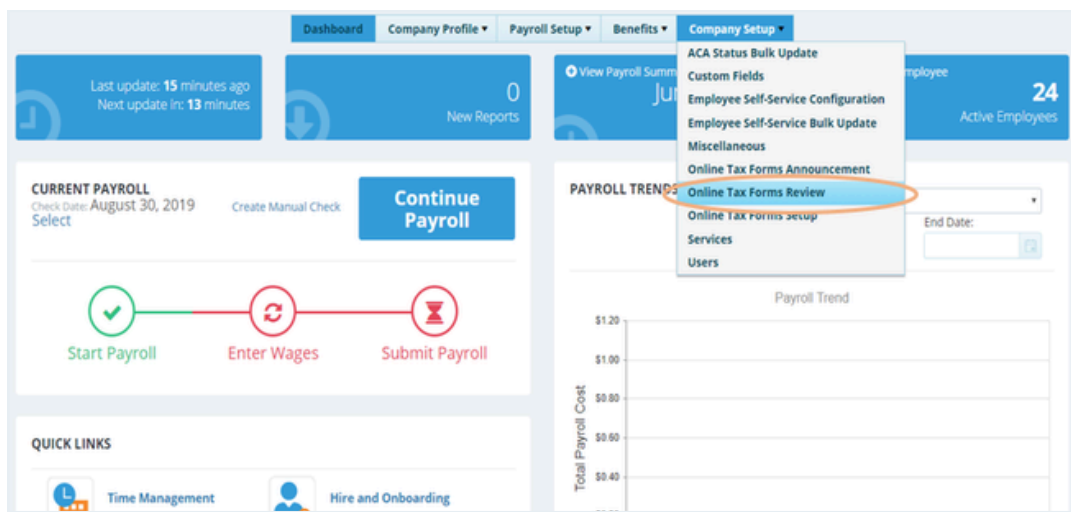 Dashboard Company Profile Payroll Setup Benefits Company Setup
Last update: 15 minutes ago
Next update in: 13 minutes
0
New Reports
View Payroll Summ
24
Active Employees
ACA Status Bulk Update
Custom Fields
Employee Self-Service Configuration
Employee Self-Service Bulk Update
Miscellaneous
Online Tax Forms Announcement
Online Tax Forms Review
Online Tax Forms Setup
Services
Users
CURRENT PAYROLL
Check Date: August 30, 2019
Select
Create Manual Check
Continue
Payroll
Start Payroll
Enter Wages
Submit Payroll
PAYROLL TRENDS
End Date:
Payroll Trend
$1.20
$1.00
$0.80
$0.60
$0.40
Total Payroll Cost
QUICK LINKS
Time Management
Hire and Onboarding